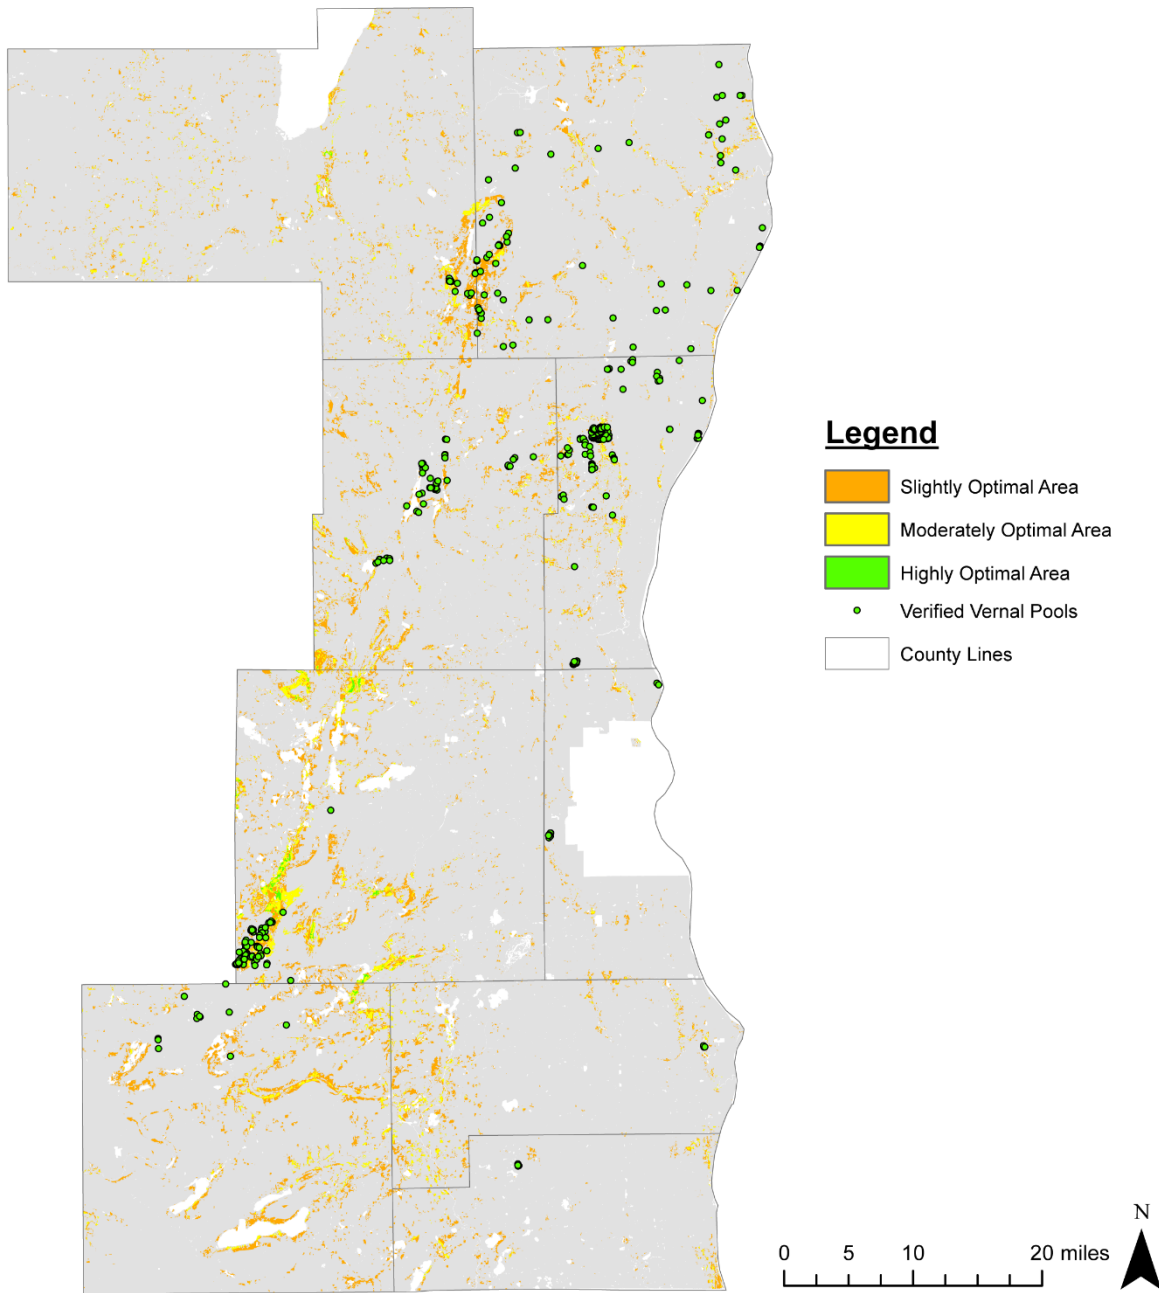 Legend
Slightly Optimal Area
Moderately Optimal Area
Highly Optimal Area
Verified Vernal Pools
County Lines
N
0 5 10 20 miles